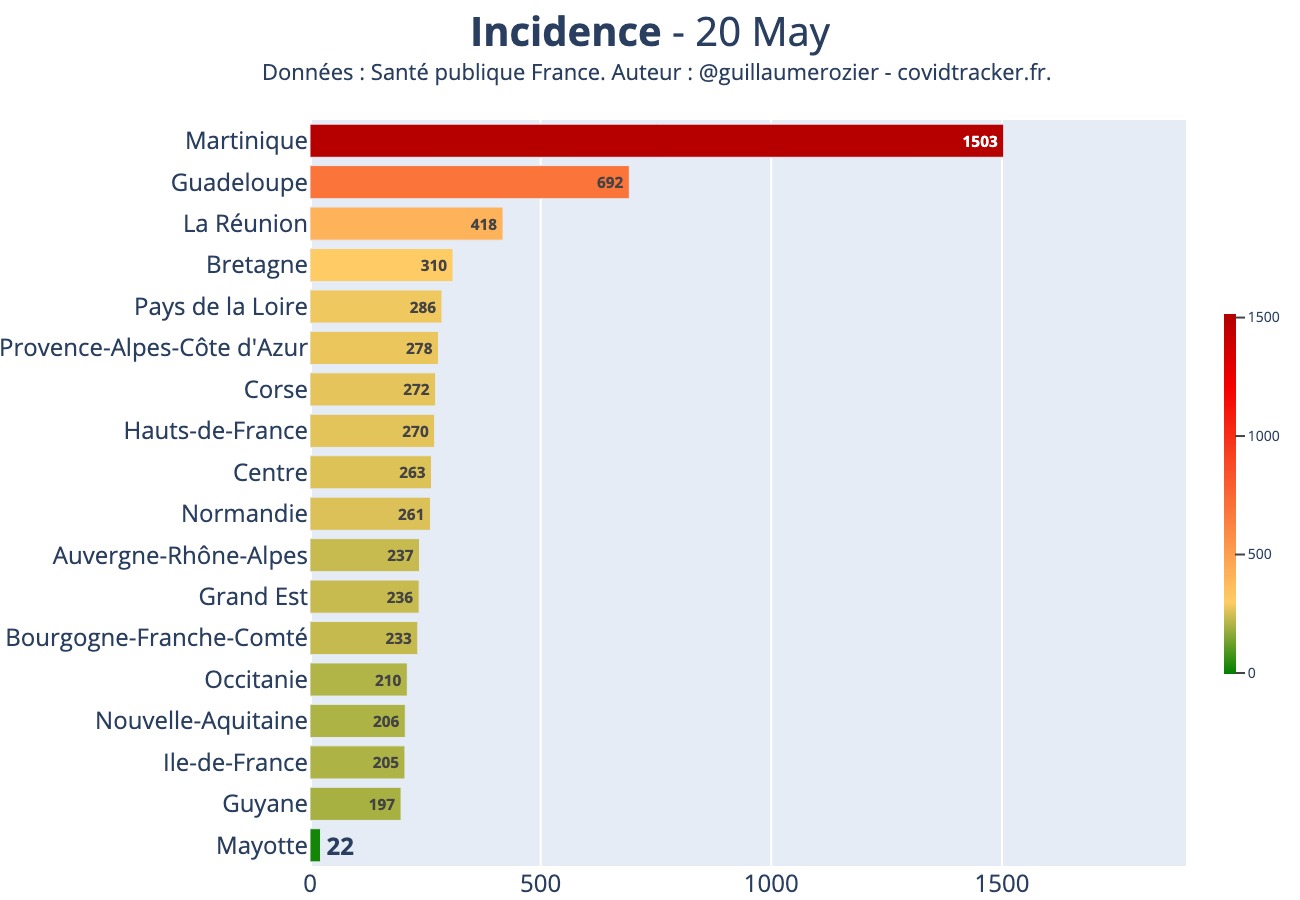 Incidence - 20 May
Données : Santé publique France. Auteur : @guillaumerozier - covidtracker.fr.
Martinique 1503
Guadeloupe 692
La Réunion 418
Bretagne 310
Pays de la Loire 286
Provence-Alpes-Côte d'Azur 278
Corse 272
Hauts-de-France 270
Centre 263
Normandie 261
Auvergne-Rhône-Alpes 237
Grand Est 236
Bourgogne-Franche-Comté 233
Occitanie 210
Nouvelle-Aquitaine 206
Ile-de-France 205
Guyane 197
Mayotte 22
0 500 1000 1500
1500
1000
500
0